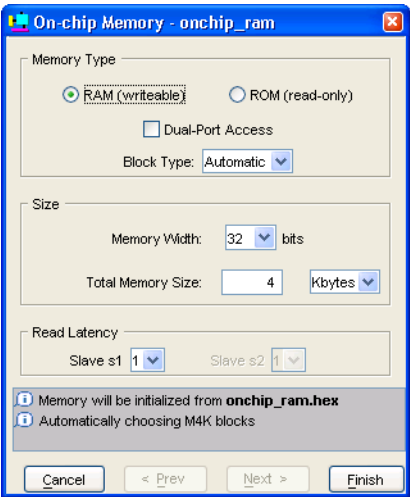 On-chip Memory - onchip_ram
Memory Type
RAM (writeable) ROM (read-only)
Dual-Port Access
Block Type: Automatic
Size
Memory Width: 32 bits
Total Memory Size: 4 Kbytes
Read Latency
Slave s1 1 Slave s2 1
Memory will be initialized from onchip_ram.hex
Automatically choosing M4K blocks
Cancel < Prev Next > Finish